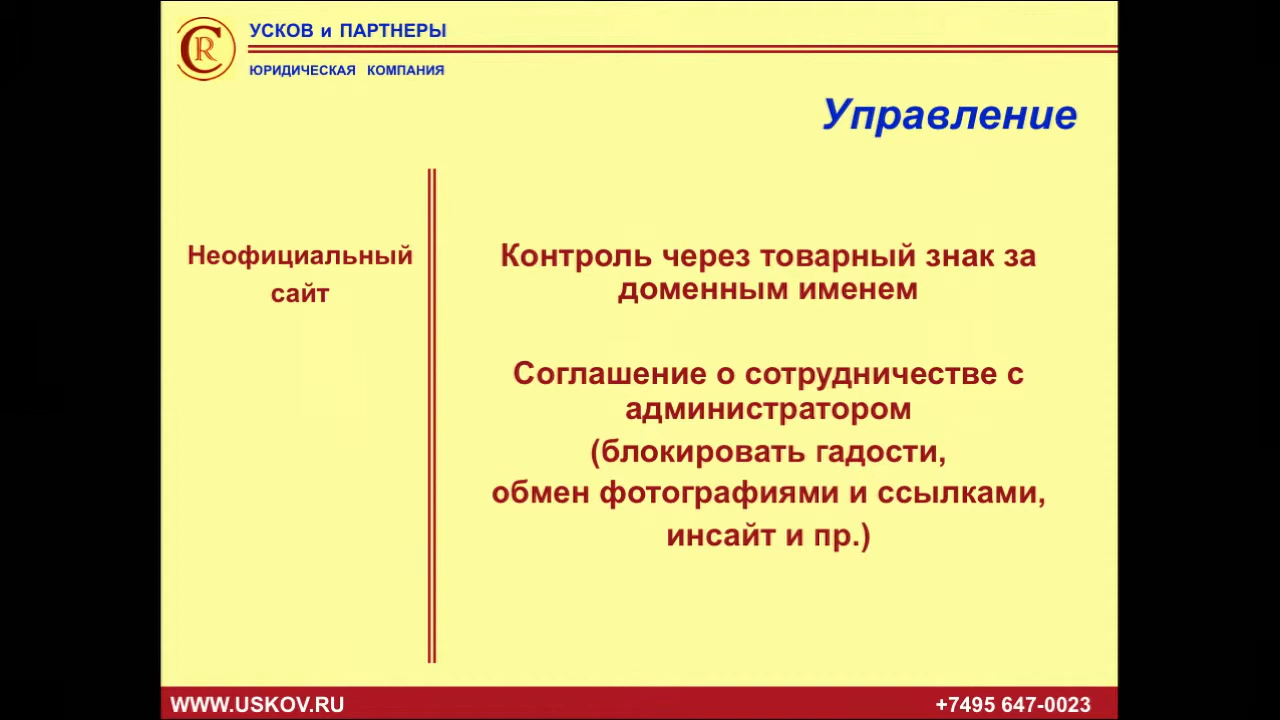 УСКОВ и ПАРТНЕРЫ
ЮРИДИЧЕСКАЯ КОМПАНИЯ
Управление
Неофициальный
сайт
Контроль через товарный знак за
доменным именем
Соглашение о сотрудничестве с
администратором
(блокировать гадости,
обмен фотографиями и ссылками,
инсайт и пр.)
WWW.USKOV.RU
+7495 647-0023